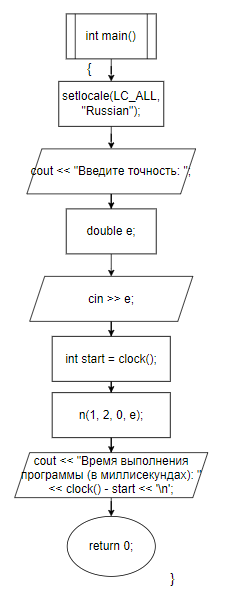 int main()
{
setlocale(LC_ALL,
"Russian");
cout << "Введите точность: ";
double e;
cin >> e;
int start = clock();
n(1, 2, 0, e);
cout << "Время выполнения
программы (в миллисекундах): "
<< clock() - start << '\n';
return 0;
}